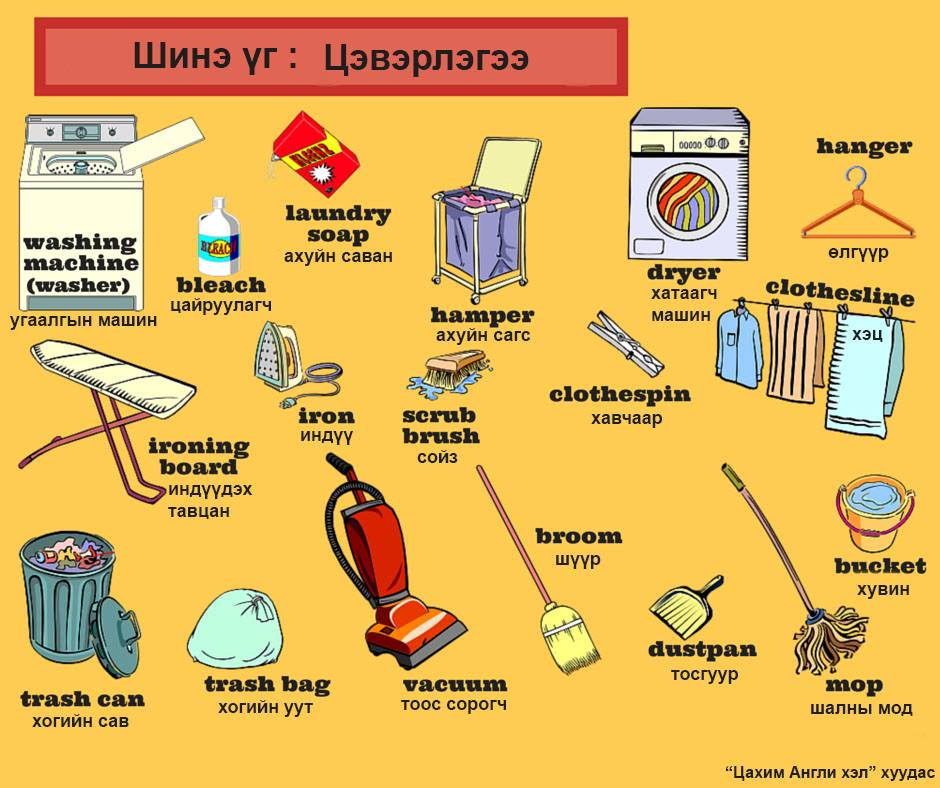 Шинэ үг : Цэвэрлэгээ
washing
machine
(washer)
угаалгын машин
BLEACH
bleach
цайруулагч
laundry
soap
ахуйн саван
hamper
ахуйн сагс
dryer
хатаагч
машин
hanger
өлгүүр
clothesline
хэц
ironing
board
индүүдэх
тавцан
iron
индүү
scrub
brush
сойз
clothespin
хавчаар
trash can
хогийн сав
trash bag
хогийн уут
vacuum
тоос сорогч
broom
шүүр
dustpan
тосгуур
mop
шалны мод
bucket
хувин
“Цахим Англи хэл” хуудас